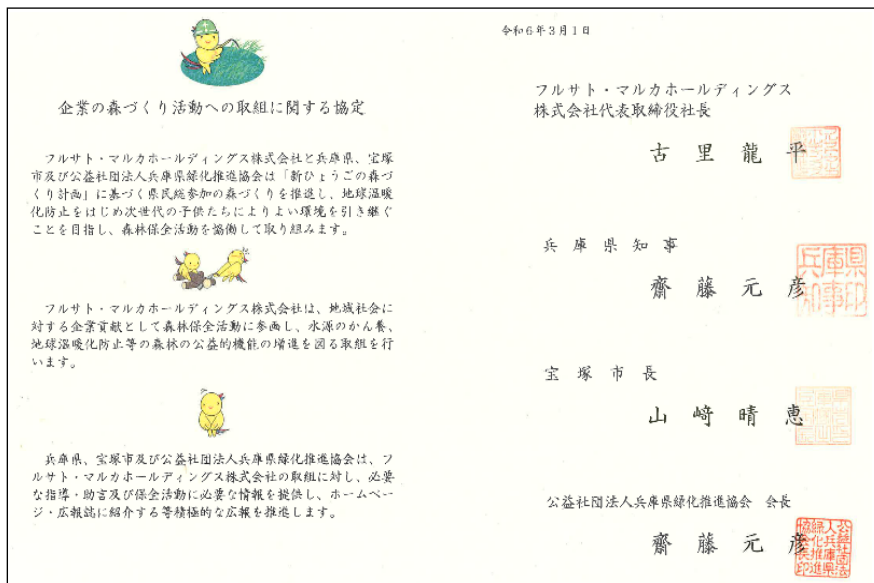 企業の森づくり活動への取組に関する協定
フルサト・マルカホールディングス株式会社と兵庫県、宝塚
市及び公益社団法人兵庫県緑化推進協会は「新ひょうごの森づ
くり計画」に基づく県民総参加の森づくりを推進し、地球温暖
化防止をはじめ次世代の子供たちによりよい環境を引き継ぐ
ことを目指し、森林保全活動を協働して取り組みます。
フルサト・マルカホールディングス株式会社は、地域社会に
対する企業貢献として森林保全活動に参画し、水源のかん養、
地球温暖化防止等の森林の公益的機能の増進を図る取組を行
います。
兵庫県、宝塚市及び公益社団法人兵庫県緑化推進協会は、フ
ルサト・マルカホールディングス株式会社の取組に対し、必要
な指導・助言及び保全活動に必要な情報を提供し、ホームペー
ジ・広報誌に紹介する等積極的な広報を推進します。
令和6年3月1日
フルサト・マルカホールディングス
株式会社代表取締役社長
古里龍平
兵庫県知事
齋藤元彦
兵庫県知事印
宝塚市長
山﨑晴恵
公益社団法人兵庫県緑化推進協会 会長
齋藤元彦
公益社団法人兵庫県緑化推進協会長印